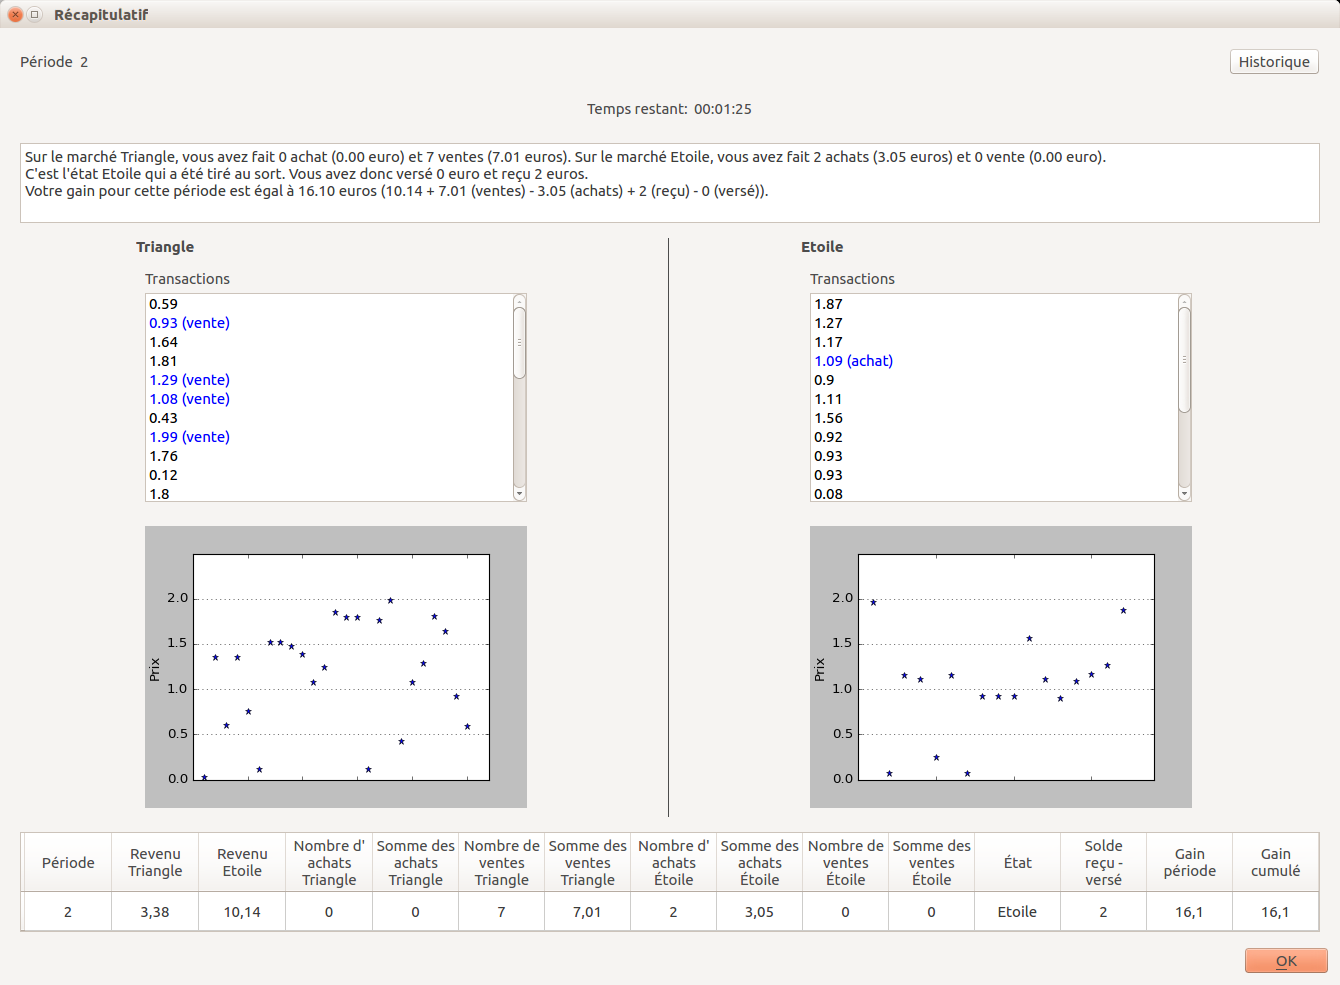 Récapitulatif
Période 2
Historique
Temps restant: 00:01:25
Sur le marché Triangle, vous avez fait 0 achat (0.00 euro) et 7 ventes (7.01 euros). Sur le marché Etoile, vous avez fait 2 achats (3.05 euros) et 0 vente (0.00 euro).
C'est l'état Etoile qui a été tiré au sort. Vous avez donc versé 0 euro et reçu 2 euros.
Votre gain pour cette période est égal à 16.10 euros (10.14 + 7.01 (ventes) - 3.05 (achats) + 2 (reçu) - 0 (versé)).
Triangle
Transactions
0.59
0.93 (vente)
1.64
1.81
1.29 (vente)
1.08 (vente)
0.43
1.99 (vente)
1.76
0.12
1.8
2.0
1.5
1.0
0.5
0.0
Prix
Etoile
Transactions
1.87
1.27
1.17
1.09 (achat)
0.9
1.11
1.56
0.92
0.93
0.93
0.08
2.0
1.5
1.0
0.5
0.0
Prix
Période
Revenu
Triangle
Revenu
Etoile
Nombre d'
achats
Triangle
Somme des
achats
Triangle
Nombre de
ventes
Triangle
Somme des
ventes
Triangle
Nombre d'
achats
Étoile
Somme des
achats
Étoile
Nombre de
ventes
Étoile
Somme des
ventes
Étoile
État
Solde
reçu -
versé
Gain
période
Gain
cumulé
2 3,38 10,14 0 0 7 7,01 2 3,05 0 0 Etoile 2 16,1 16,1
OK